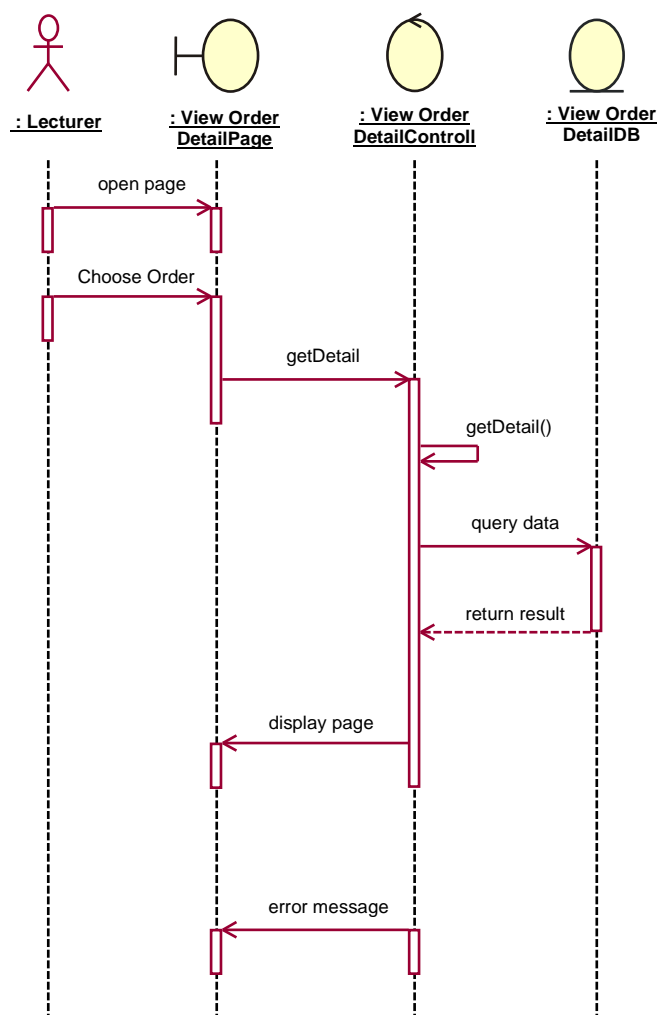 : Lecturer
: View Order
DetailPage
: View Order
DetailControll
: View Order
DetailDB
open page
Choose Order
getDetail
getDetail()
query data
return result
display page
error message